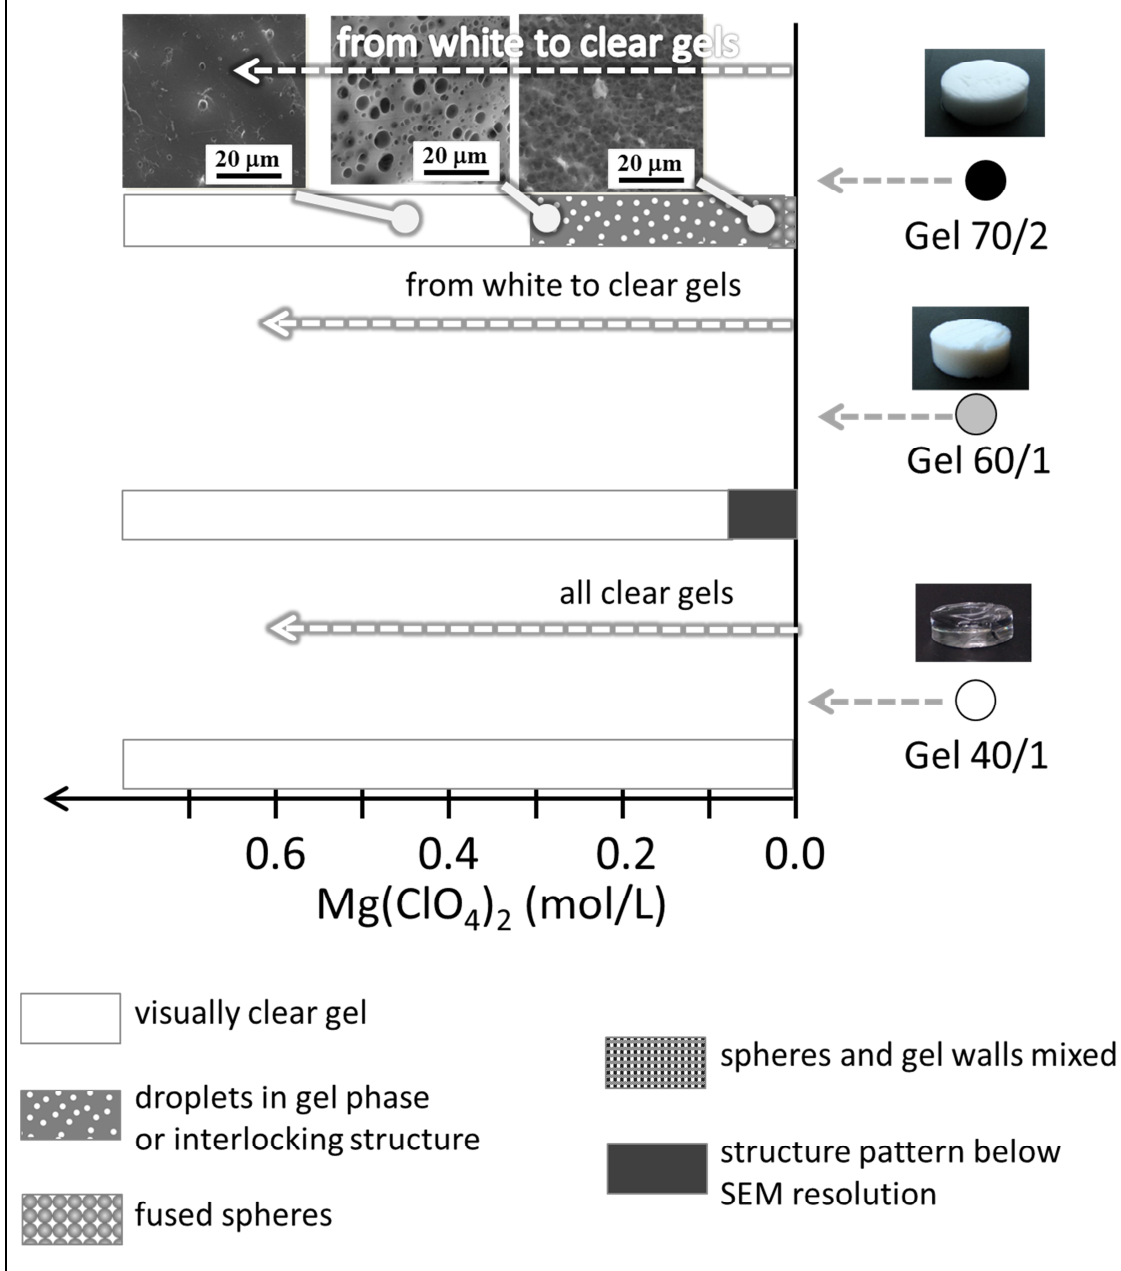 from white to clear gels
20 μm
20 μm
20 μm
Gel 70/2
from white to clear gels
Gel 60/1
all clear gels
Gel 40/1
0.6 0.4 0.2 0.0
Mg(ClO₄)₂ (mol/L)
visually clear gel
droplets in gel phase
or interlocking structure
fused spheres
spheres and gel walls mixed
structure pattern below
SEM resolution